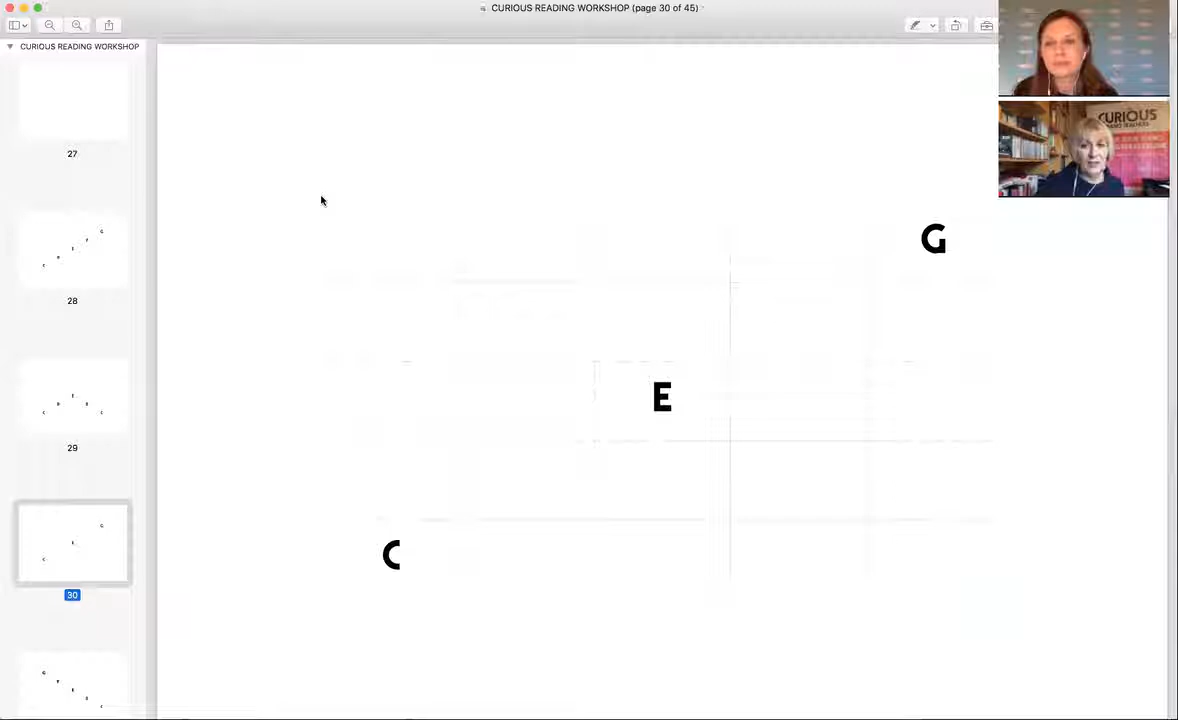 CURIOUS READING WORKSHOP (page 30 of 45)
CURIOUS READING WORKSHOP
27
G
F
E
D
C
28
E
D D
C C
29
G
E
C
30
G
F
E
D
C
G
E
C
CURIOUS